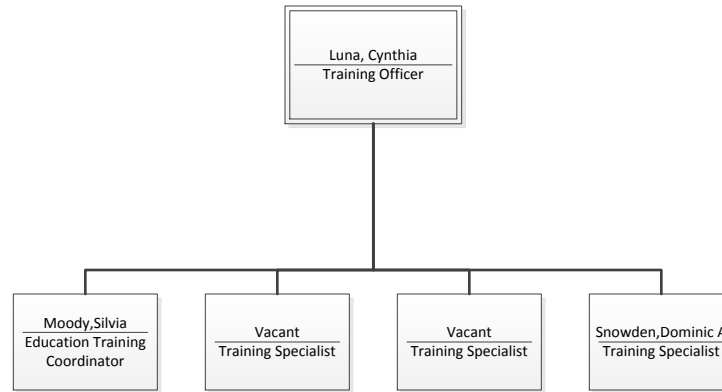 Luna, Cynthia
Training Officer
Moody,Silvia
Education Training
Coordinator
Vacant
Training Specialist
Vacant
Training Specialist
Snowden,Dominic A
Training Specialist